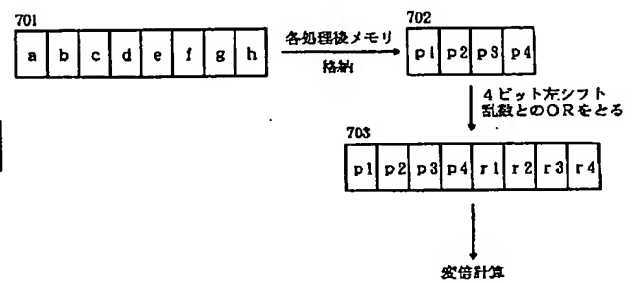 701
a b c d e f g h
各処理後メモリ
格納
702
p1 p2 p3 p4
4ビット左シフト
乱数とのORをとる
703
p1 p2 p3 p4 r1 r2 r3 r4
変倍計算